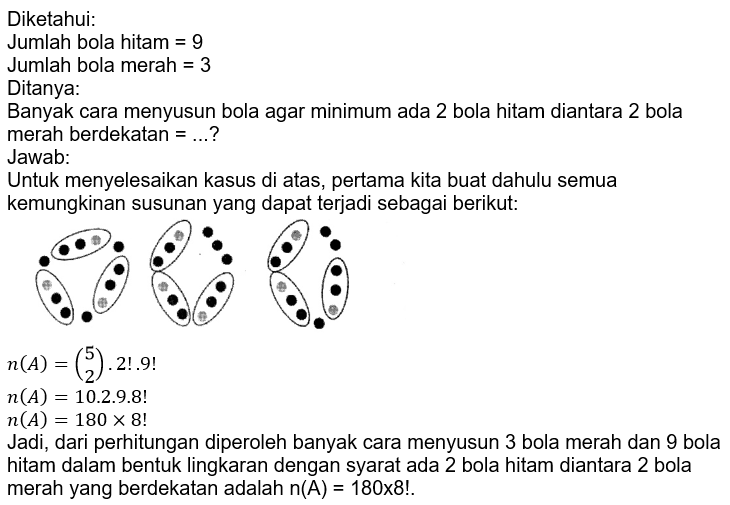 Diketahui:
Jumlah bola hitam = 9
Jumlah bola merah = 3
Ditanya:
Banyak cara menyusun bola agar minimum ada 2 bola hitam diantara 2 bola
merah berdekatan = ...?
Jawab:
Untuk menyelesaikan kasus di atas, pertama kita buat dahulu semua
kemungkinan susunan yang dapat terjadi sebagai berikut:
n(A) = (5 2) . 2! .9!
n(A) = 10.2.9.8!
n(A) = 180 × 8!
Jadi, dari perhitungan diperoleh banyak cara menyusun 3 bola merah dan 9 bola
hitam dalam bentuk lingkaran dengan syarat ada 2 bola hitam diantara 2 bola
merah yang berdekatan adalah n(A) = 180x8!.